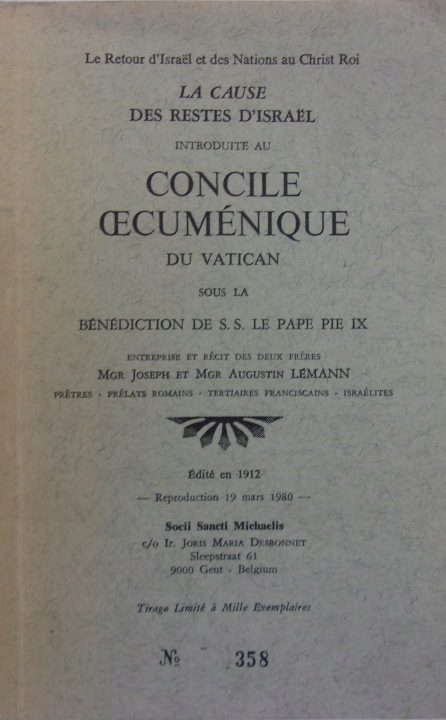 Le Retour d'Israël et des Nations au Christ Roi
LA CAUSE
DES RESTES D'ISRAËL
INTRODUITE AU
CONCILE
ŒCUMÉNIQUE
DU VATICAN
SOUS LA
BÉNÉDICTION DE S. S. LE PAPE PIE IX
ENTREPRISE ET RÉCIT DES DEUX FRÈRES
MGR JOSEPH ET MGR AUGUSTIN LÉMANN
PRÊTRES - PRÉLATS ROMAINS - TERTIAIRES FRANCISCAINS - ISRAÉLITES
Édité en 1912
— Reproduction 19 mars 1980 —
Socii Sancti Michaelis
c/o Ir. JORIS MARIA DESBONNET
Sleepstraat 61
9000 Gent - Belgium
Tirage Limité à Mille Exemplaires
№ 358